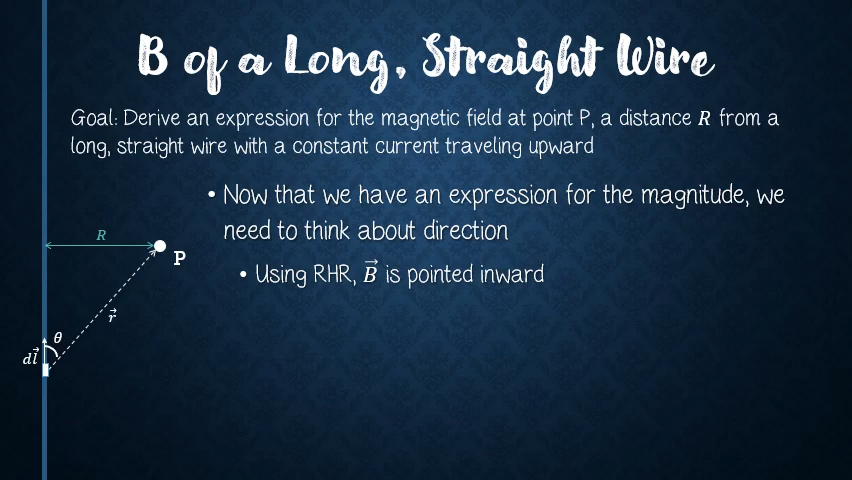 B of a Long, Straight Wire
Goal: Derive an expression for the magnetic field at point P, a distance R from a
long, straight wire with a constant current traveling upward
• Now that we have an expression for the magnitude, we
need to think about direction
• Using RHR, B⃗ is pointed inward
R
P
r⃗
θ
dl⃗